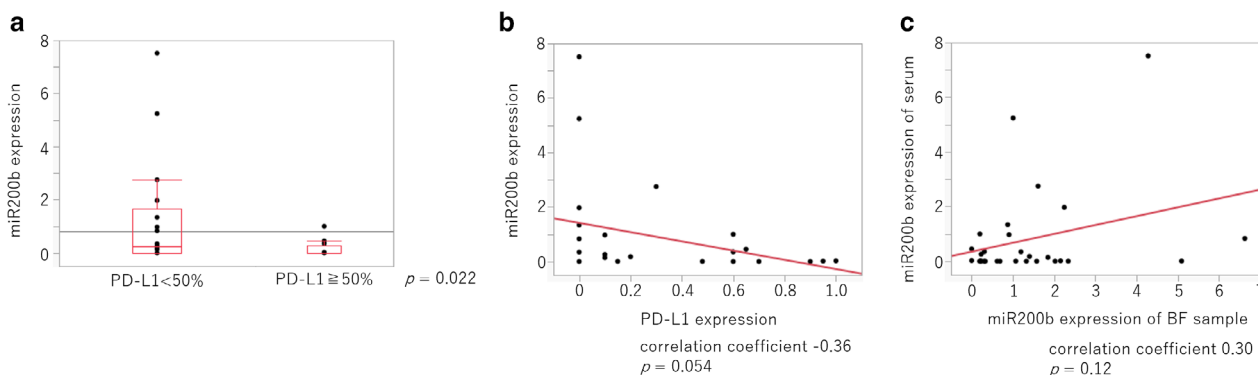 a
8
6
4
2
0
miR200b expression
PD-L1<50%
PD-L1≧50%
p = 0.022
b
8
6
4
2
0
miR200b expression
0 0.2 0.4 0.6 0.8 1.0
PD-L1 expression
correlation coefficient -0.36
p = 0.054
c
8
6
4
2
0
miR200b expression of serum
0 1 2 3 4 5 6
miR200b expression of BF sample
correlation coefficient 0.30
p = 0.12